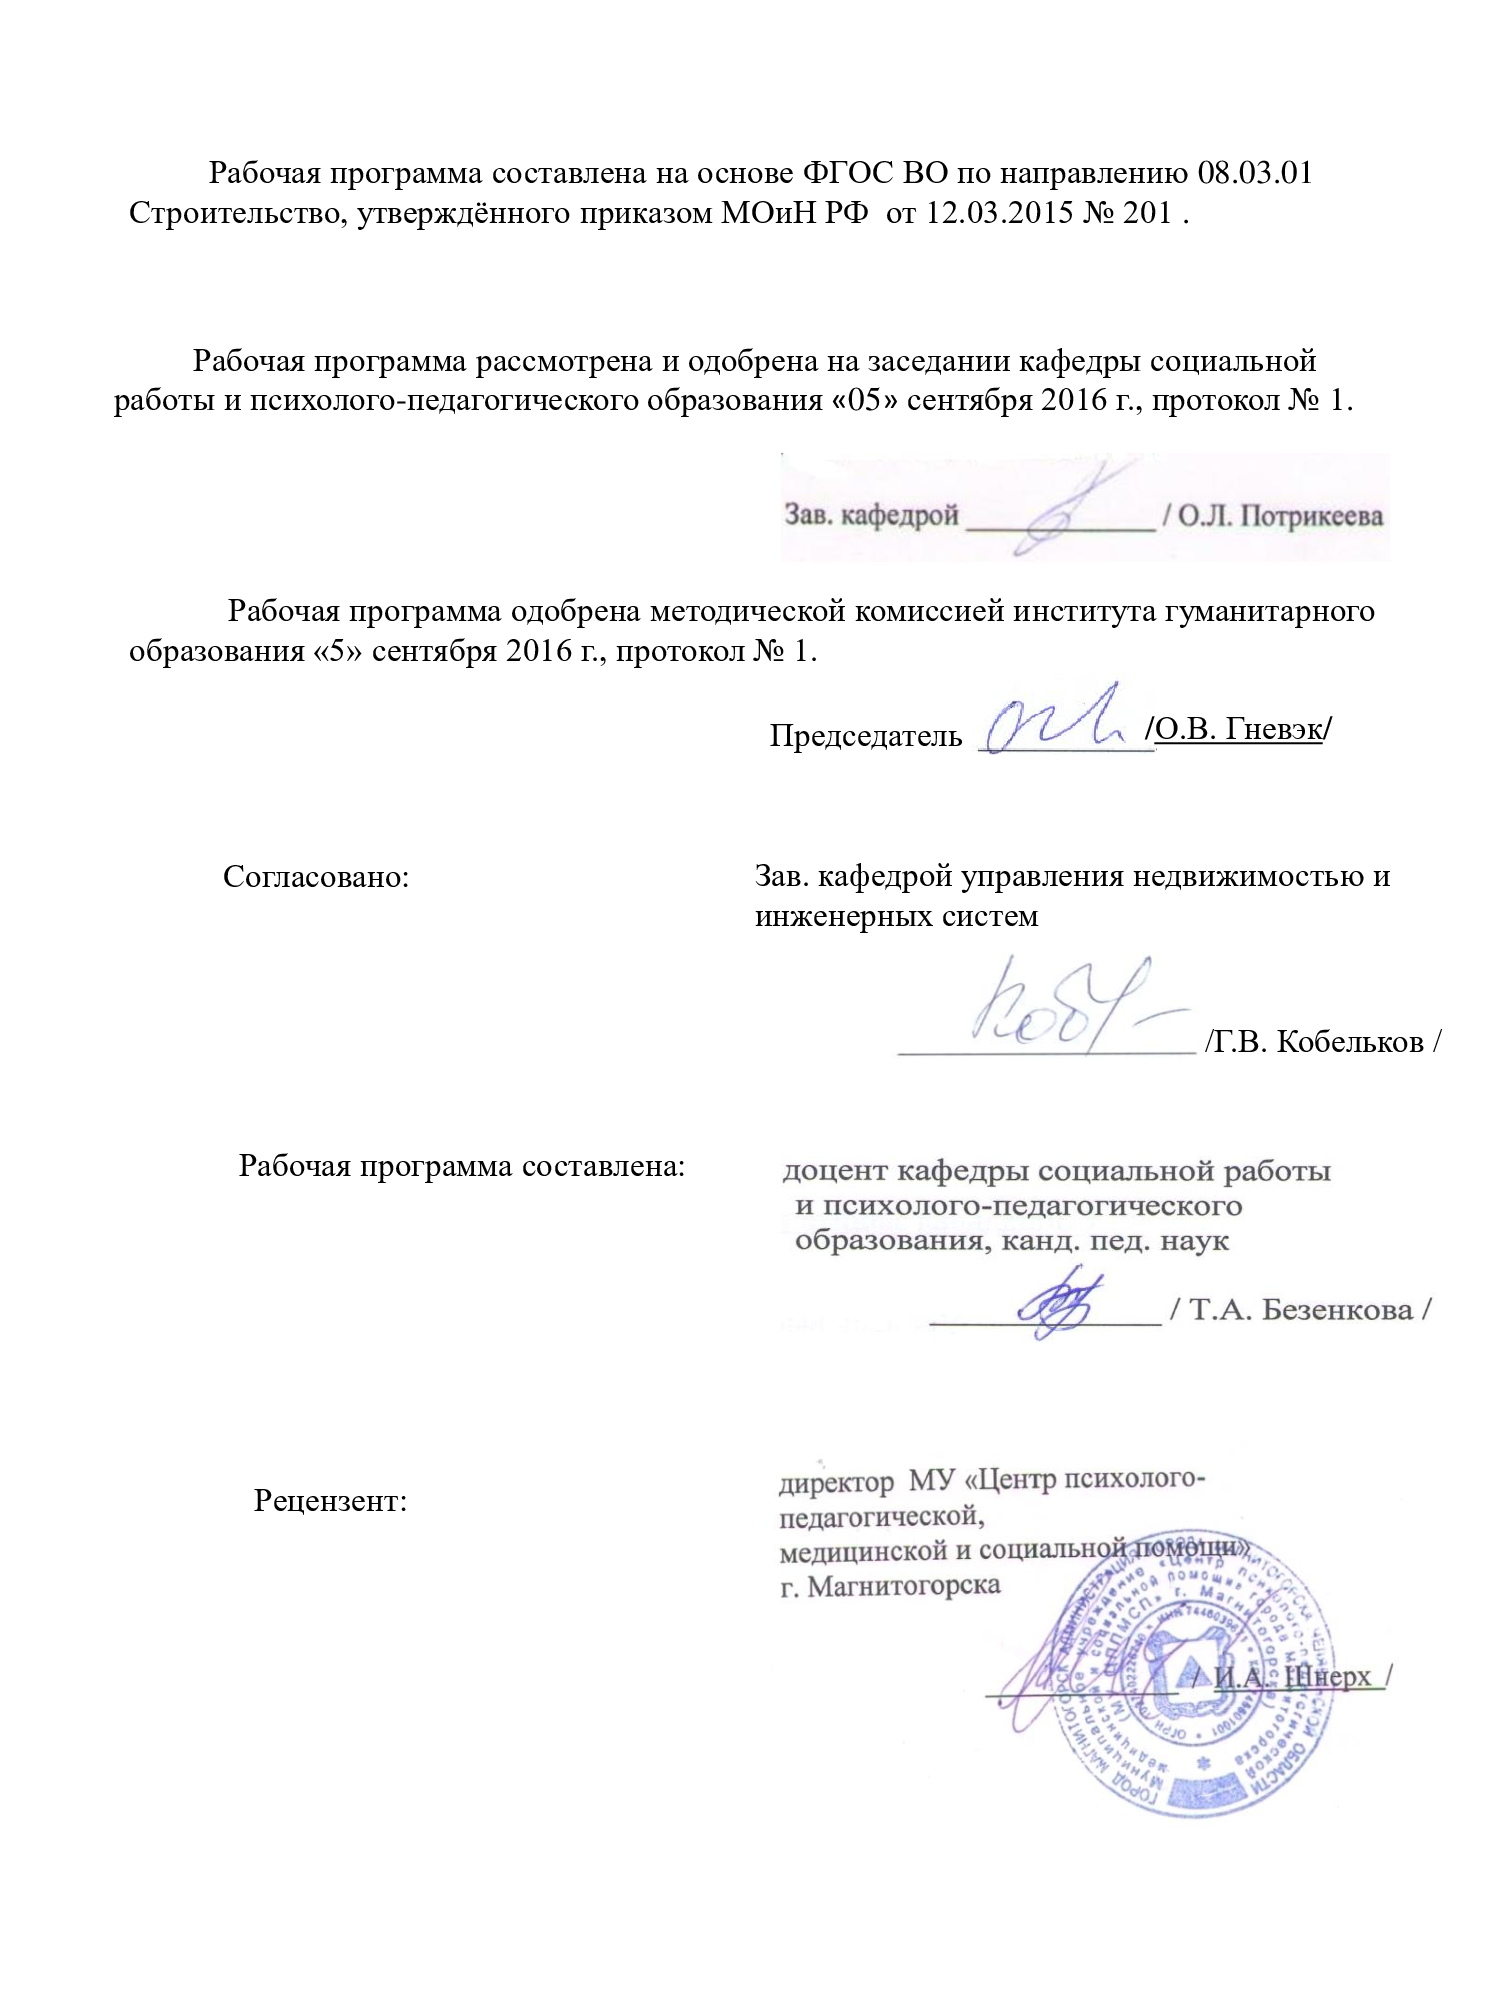 Рабочая программа составлена на основе ФГОС ВО по направлению 08.03.01
Строительство, утверждённого приказом МОиН РФ от 12.03.2015 № 201 .
Рабочая программа рассмотрена и одобрена на заседании кафедры социальной
работы и психолого-педагогического образования «05» сентября 2016 г., протокол № 1.
Зав. кафедрой ____________ / О.Л. Потрикеева
Рабочая программа одобрена методической комиссией института гуманитарного
образования «5» сентября 2016 г., протокол № 1.
Председатель ___________/О.В. Гневэк/
Согласовано:
Зав. кафедрой управления недвижимостью и
инженерных систем
/Г.В. Кобельков /
Рабочая программа составлена:
доцент кафедры социальной работы
и психолого-педагогического
образования, канд. пед. наук
_______________ / Т.А. Безенкова /
Рецензент:
директор МУ «Центр психолого-
педагогической,
медицинской и социальной помощи»
г. Магнитогорска
_____________ / И.А. Шнерх /